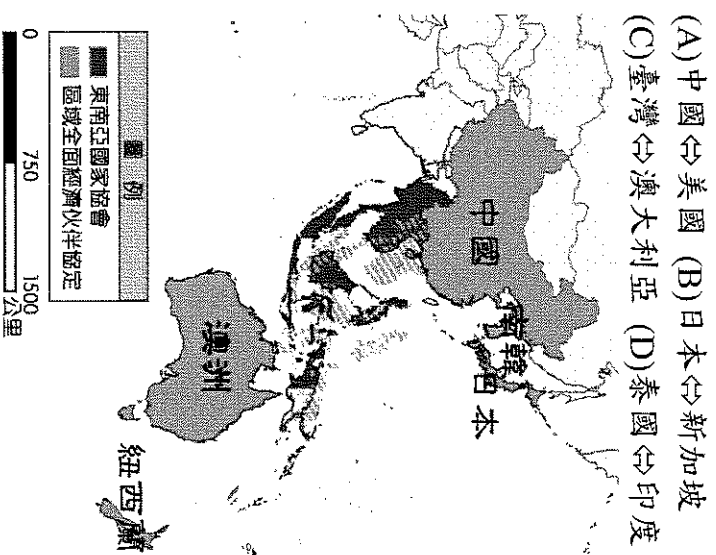 (A)中國⇔美國 (B)日本⇔新加坡
(C)臺灣⇔澳大利亞 (D)泰國⇔印度
中國
南韓
日本
澳洲
紐西蘭
圖例
東南亞國家協會
區域全面經濟伙伴協定
0 750 1500
公里